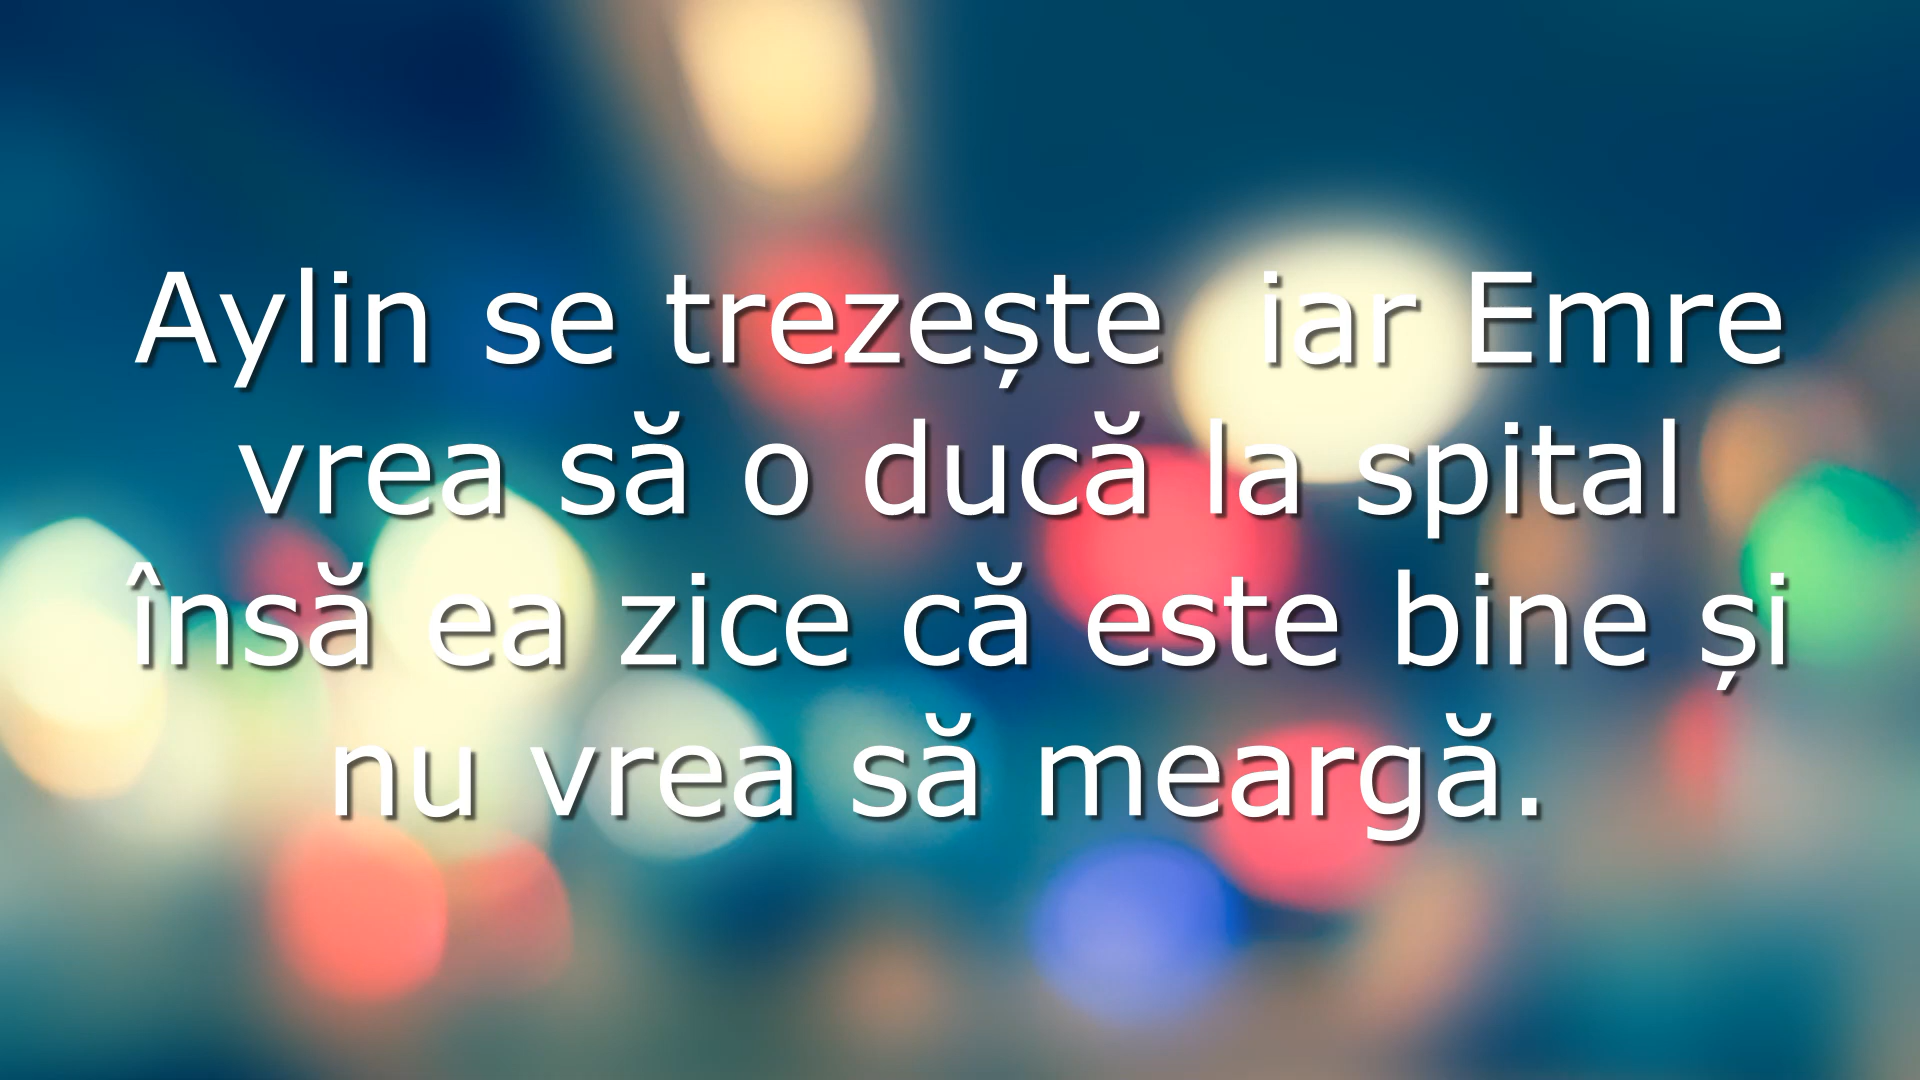 Aylin se trezește  iar Emre
vrea să o ducă la spital
însă ea zice că este bine și
nu vrea să meargă.